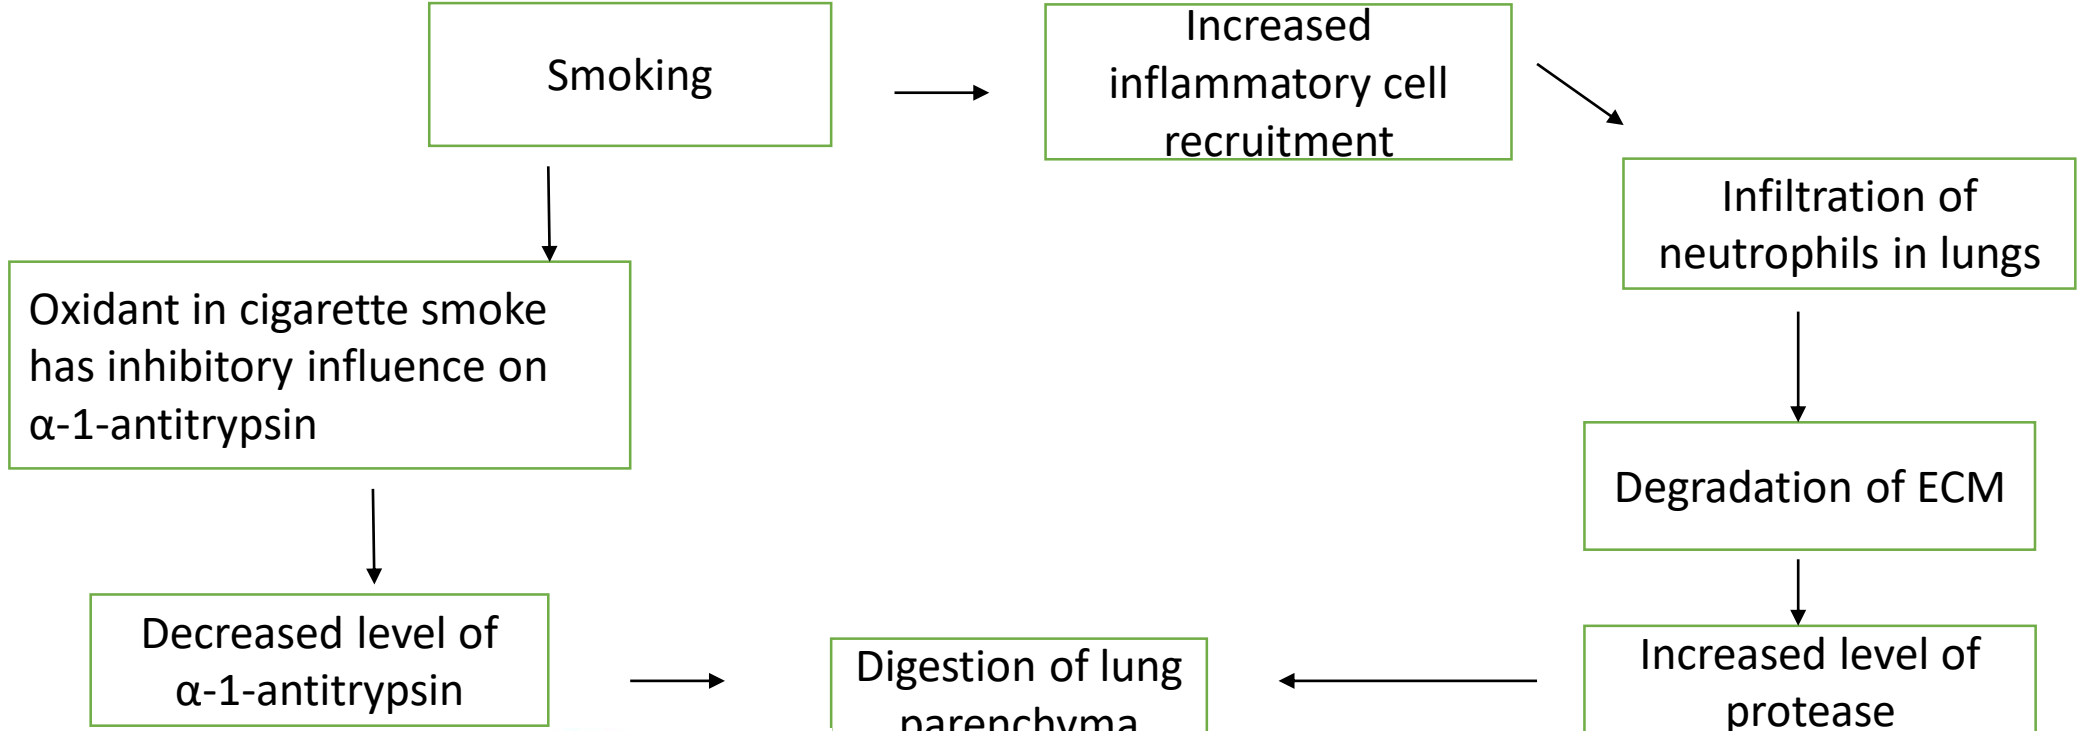 Smoking
Increased
inflammatory cell
recruitment
Infiltration of
neutrophils in lungs
Oxidant in cigarette smoke
has inhibitory influence on
α-1-antitrypsin
Degradation of ECM
Decreased level of
α-1-antitrypsin
Digestion of lung
parenchyma
Increased level of
protease